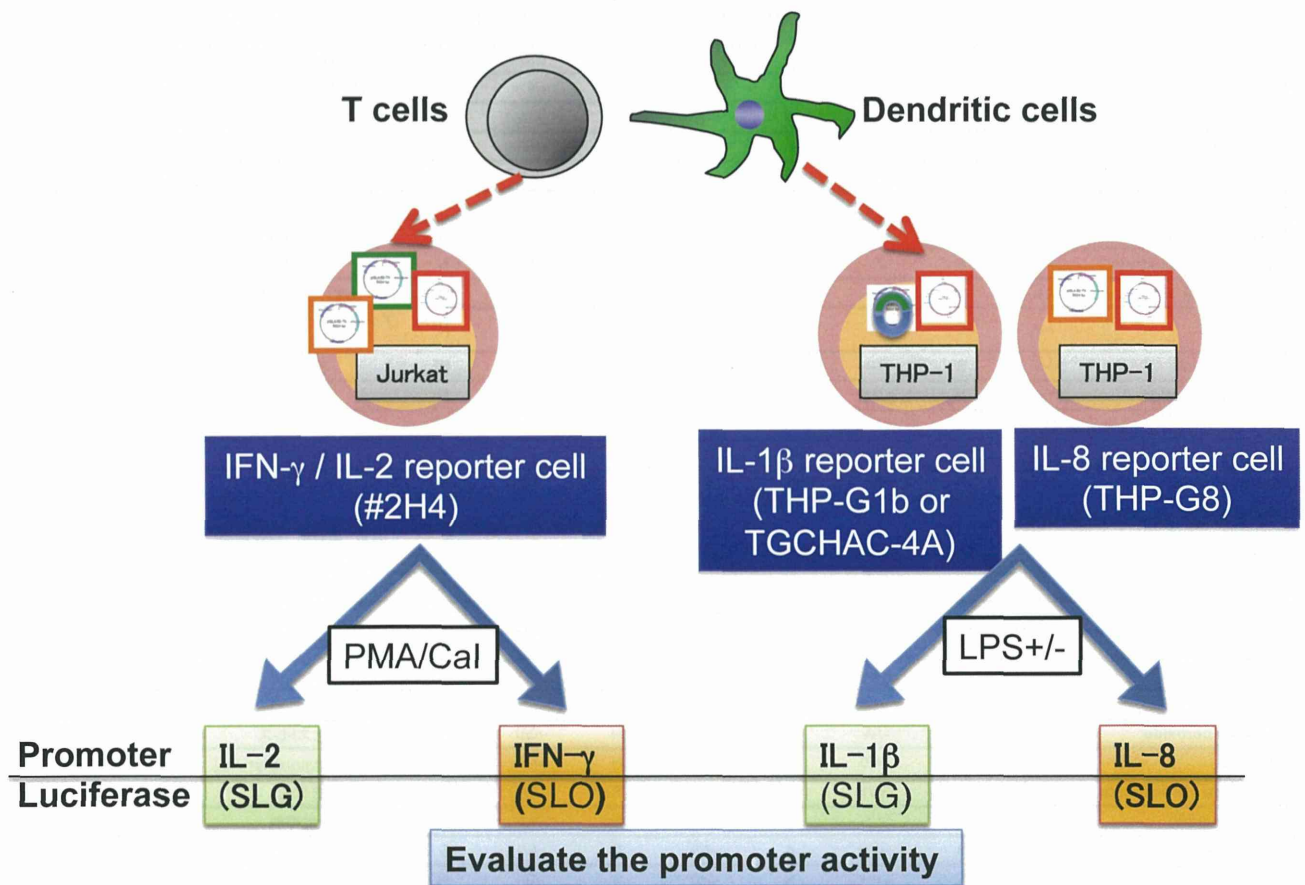 T cells
Dendritic cells
Jurkat
THP-1
THP-1
IFN-γ / IL-2 reporter cell
(#2H4)
IL-1β reporter cell
(THP-G1b or
TGCHAC-4A)
IL-8 reporter cell
(THP-G8)
PMA/CaI
LPS+/-
Promoter
IL-2
IFN-γ
IL-1β
IL-8
Luciferase
(SLG)
(SLO)
(SLG)
(SLO)
Evaluate the promoter activity